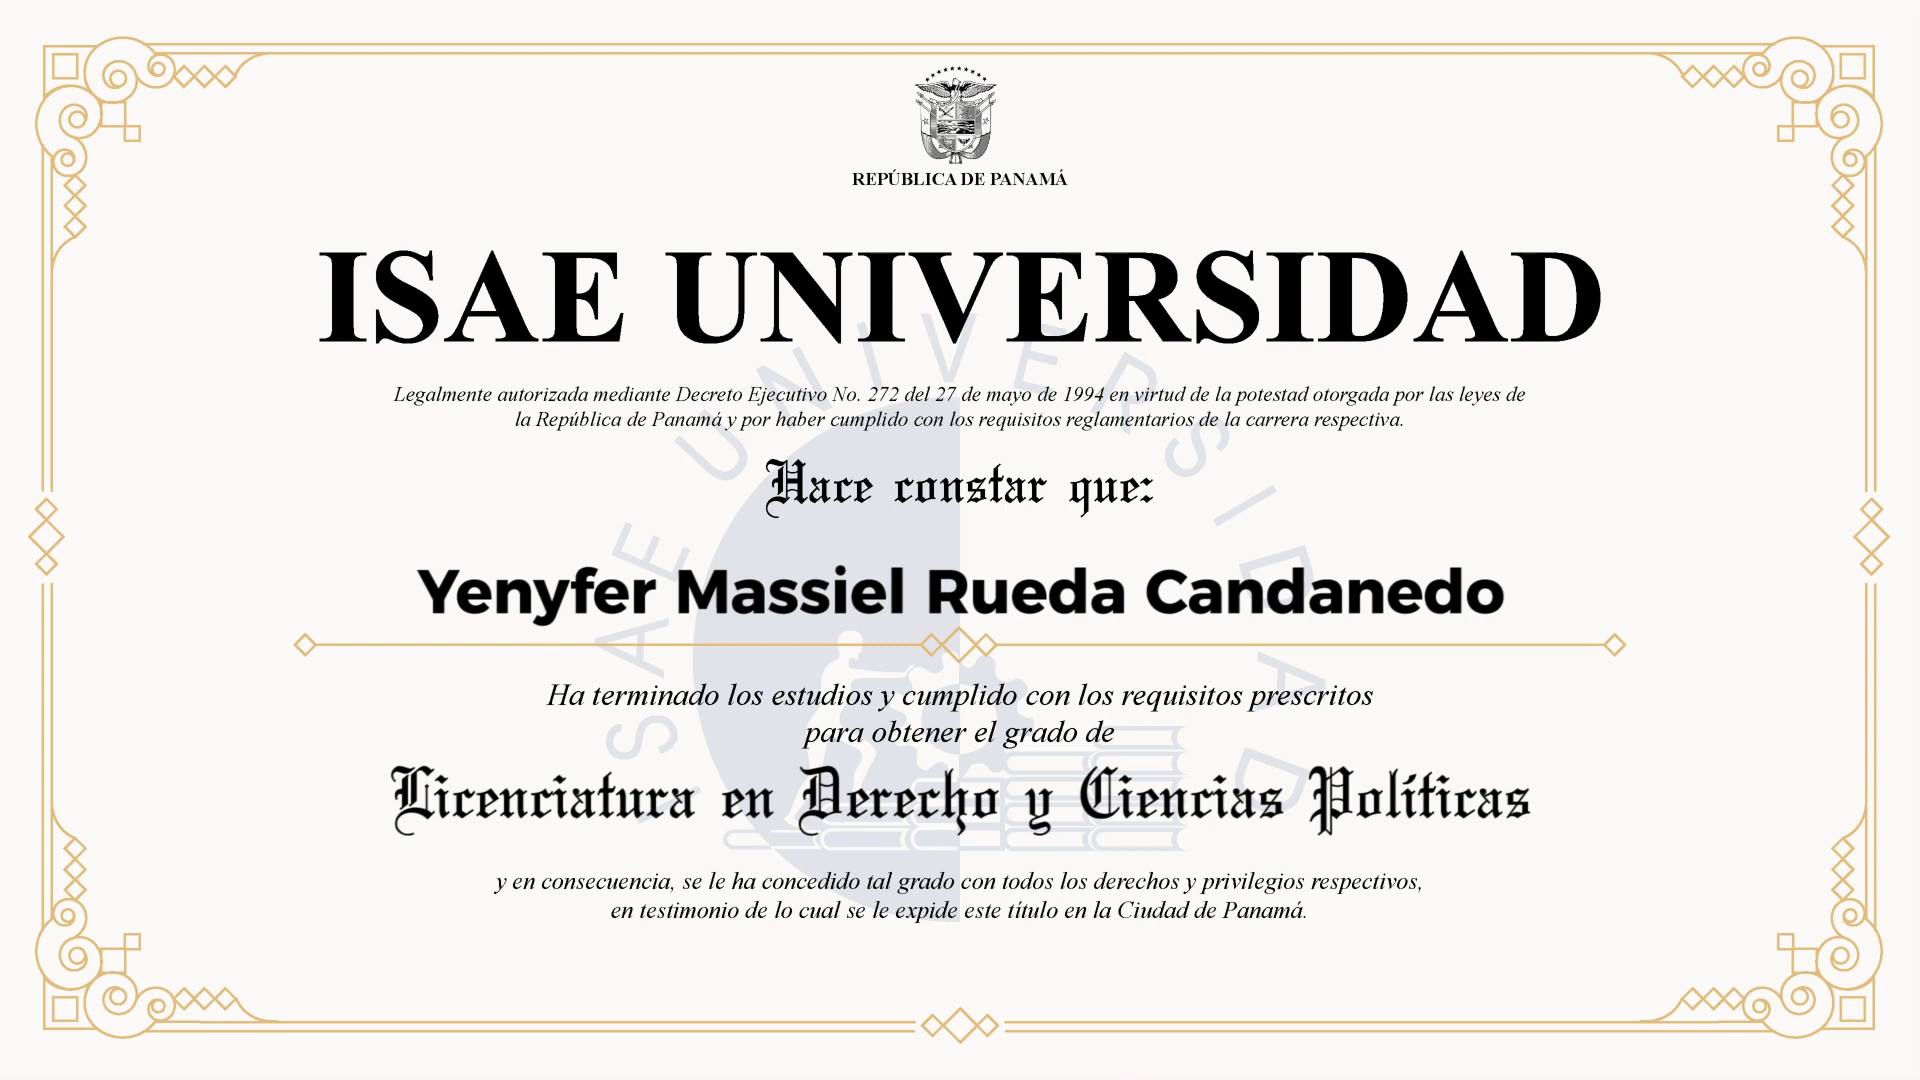 REPÚBLICA DE PANAMÁ
ISAE UNIVERSIDAD
Legalmente autorizada mediante Decreto Ejecutivo No. 272 del 27 de mayo de 1994 en virtud de la potestad otorgada por las leyes de
la República de Panamá y por haber cumplido con los requisitos reglamentarios de la carrera respectiva.
Hace constar que:
Yenyfer Massiel Rueda Candanedo
Ha terminado los estudios y cumplido con los requisitos prescritos
para obtener el grado de
Licenciatura en Derecho y Ciencias Políticas
y en consecuencia, se le ha concedido tal grado con todos los derechos y privilegios respectivos,
en testimonio de lo cual se le expide este título en la Ciudad de Panamá.
· ISAE UNIVERSIDAD ·